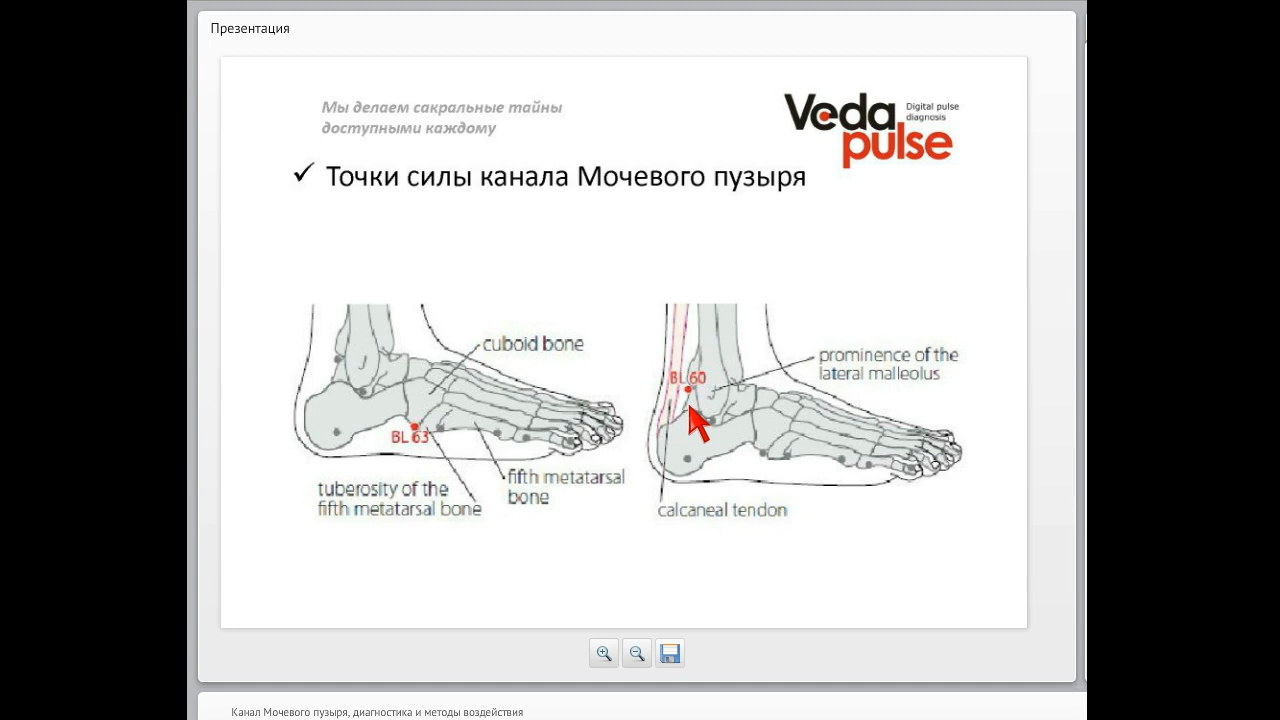 Презентация
Мы делаем сакральные тайны
доступными каждому
Veda
pulse
Digital pulse
diagnosis
✓ Точки силы канала Мочевого пузыря
cuboid bone
BL 63
tuberosity of the
fifth metatarsal bone
fifth metatarsal
bone
BL 60
prominence of the
lateral malleolus
calcaneal tendon
Канал Мочевого пузыря, диагностика и методы воздействия